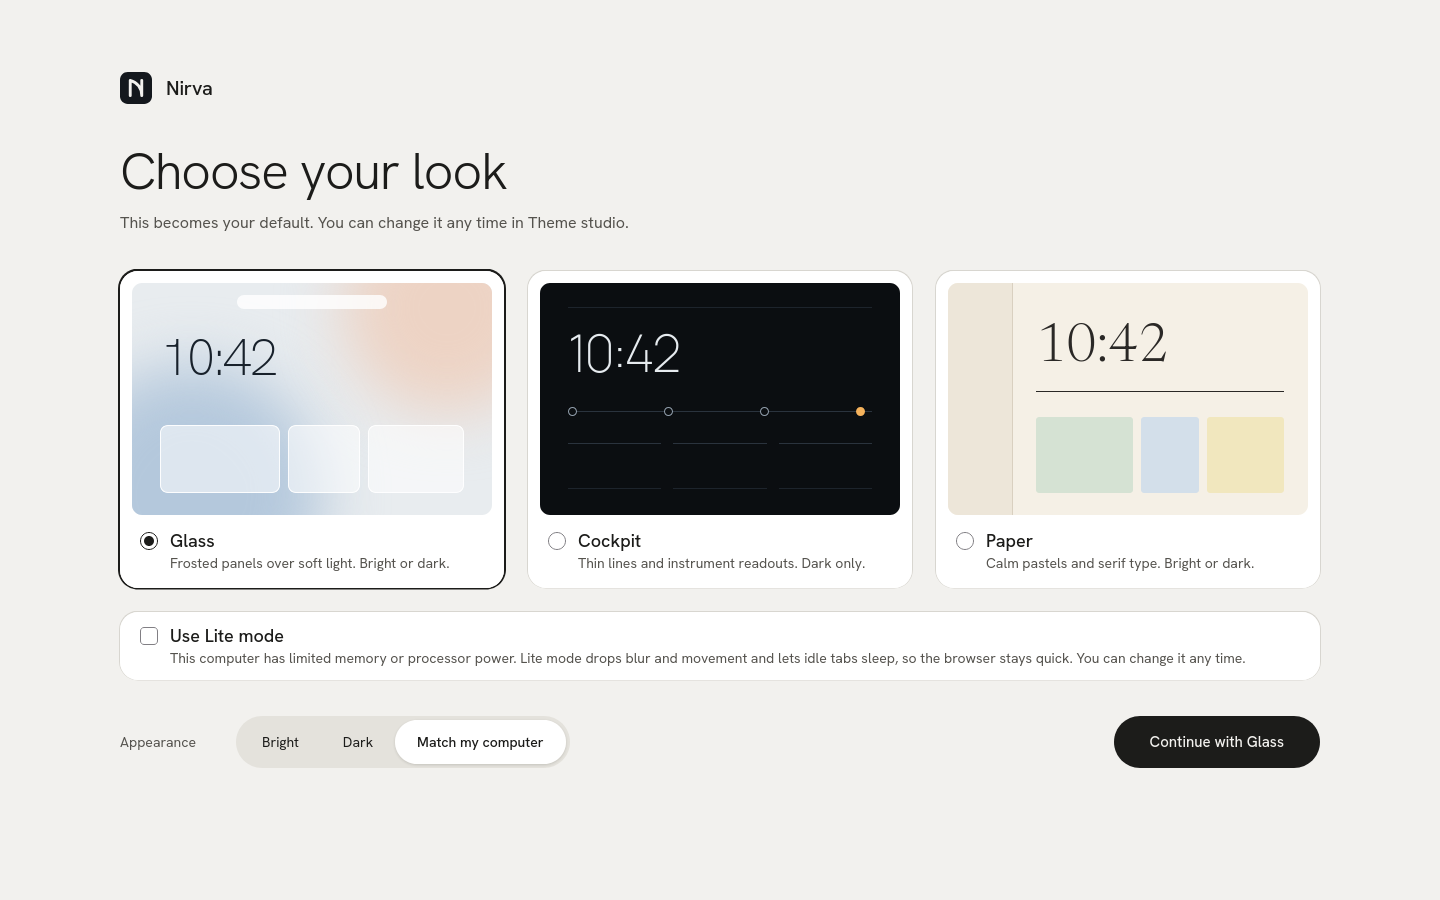 Nirva
Choose your look
This becomes your default. You can change it any time in Theme studio.
10:42
10:42
10:42
Glass
Frosted panels over soft light. Bright or dark.
Cockpit
Thin lines and instrument readouts. Dark only.
Paper
Calm pastels and serif type. Bright or dark.
Use Lite mode
This computer has limited memory or processor power. Lite mode drops blur and movement and lets idle tabs sleep, so the browser stays quick. You can change it any time.
Appearance
Bright
Dark
Match my computer
Continue with Glass